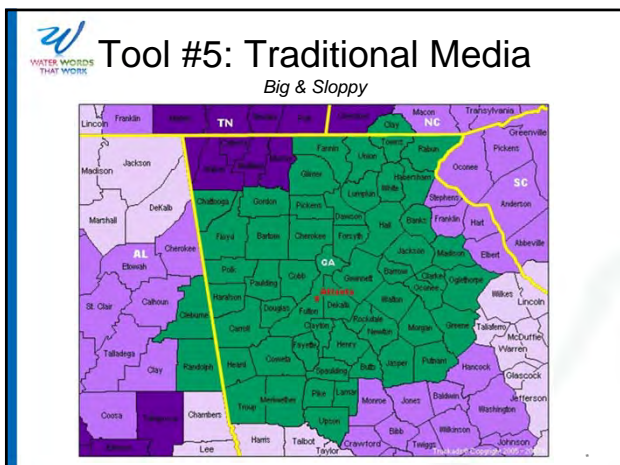 WATER WORDS
THAT WORK
Tool #5: Traditional Media
Big & Sloppy
Lincoln
Franklin
TN
NC
Macon
Transylvania
Greenville
Pickens
Oconee
SC
Anderson
Abbeville
Clay
Fannin
Union
Towns
Rabun
Gilmer
Habersham
White
Lumpkin
Stephens
Franklin
Hart
Elbert
Madison
Jackson
Marshall
DeKalb
Cherokee
AL
Etowah
St. Clair
Calhoun
Cleburne
Talladega
Clay
Randolph
Coosa
Chambers
Lee
Chattooga
Gordon
Pickens
Dawson
Hall
Banks
Floyd
Bartow
Cherokee
Forsyth
Jackson
Madison
GA
Polk
Paulding
Cobb
Gwinnett
Barrow
Clarke
Oconee
Oglethorpe
Atlanta
Haralson
Douglas
Fulton
Dekalb
Walton
Rockdale
Newton
Morgan
Greene
Carroll
Clayton
Fayette
Henry
Heard
Coweta
Spaulding
Butts
Jasper
Putnam
Troup
Meriwether
Pike
Lamar
Upson
Monroe
Jones
Baldwin
Hancock
Washington
Wilkinson
Johnson
Bibb
Twiggs
Crawford
Taylor
Talbot
Harris
Wilkes
Lincoln
Taliaferro
McDuffie
Warren
Glascock
Jefferson